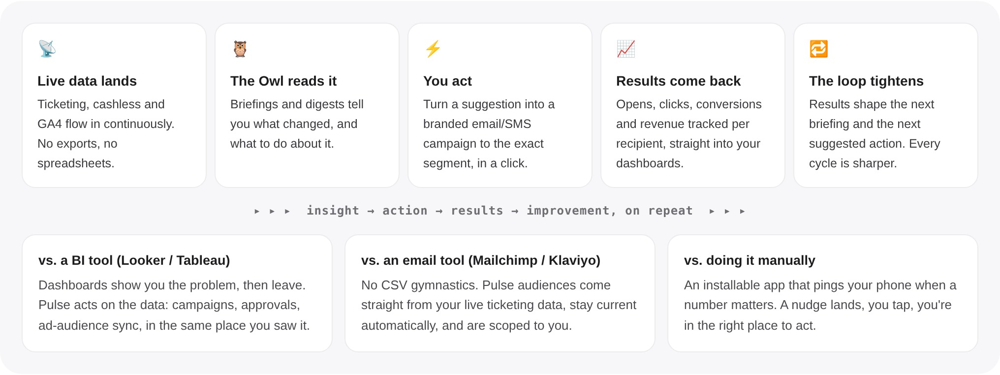 Live data lands
Ticketing, cashless and
GA4 flow in continuously.
No exports, no
spreadsheets.
The Owl reads it
Briefings and digests tell
you what changed, and
what to do about it.
You act
Turn a suggestion into a
branded email/SMS
campaign to the exact
segment, in a click.
Results come back
Opens, clicks, conversions
and revenue tracked per
recipient, straight into your
dashboards.
The loop tightens
Results shape the next
briefing and the next
suggested action. Every
cycle is sharper.
▸ ▸ ▸ insight → action → results → improvement, on repeat ▸ ▸ ▸
vs. a BI tool (Looker / Tableau)
Dashboards show you the problem, then leave.
Pulse acts on the data: campaigns, approvals,
ad-audience sync, in the same place you saw it.
vs. an email tool (Mailchimp / Klaviyo)
No CSV gymnastics. Pulse audiences come
straight from your live ticketing data, stay current
automatically, and are scoped to you.
vs. doing it manually
An installable app that pings your phone when a
number matters. A nudge lands, you tap, you're
in the right place to act.